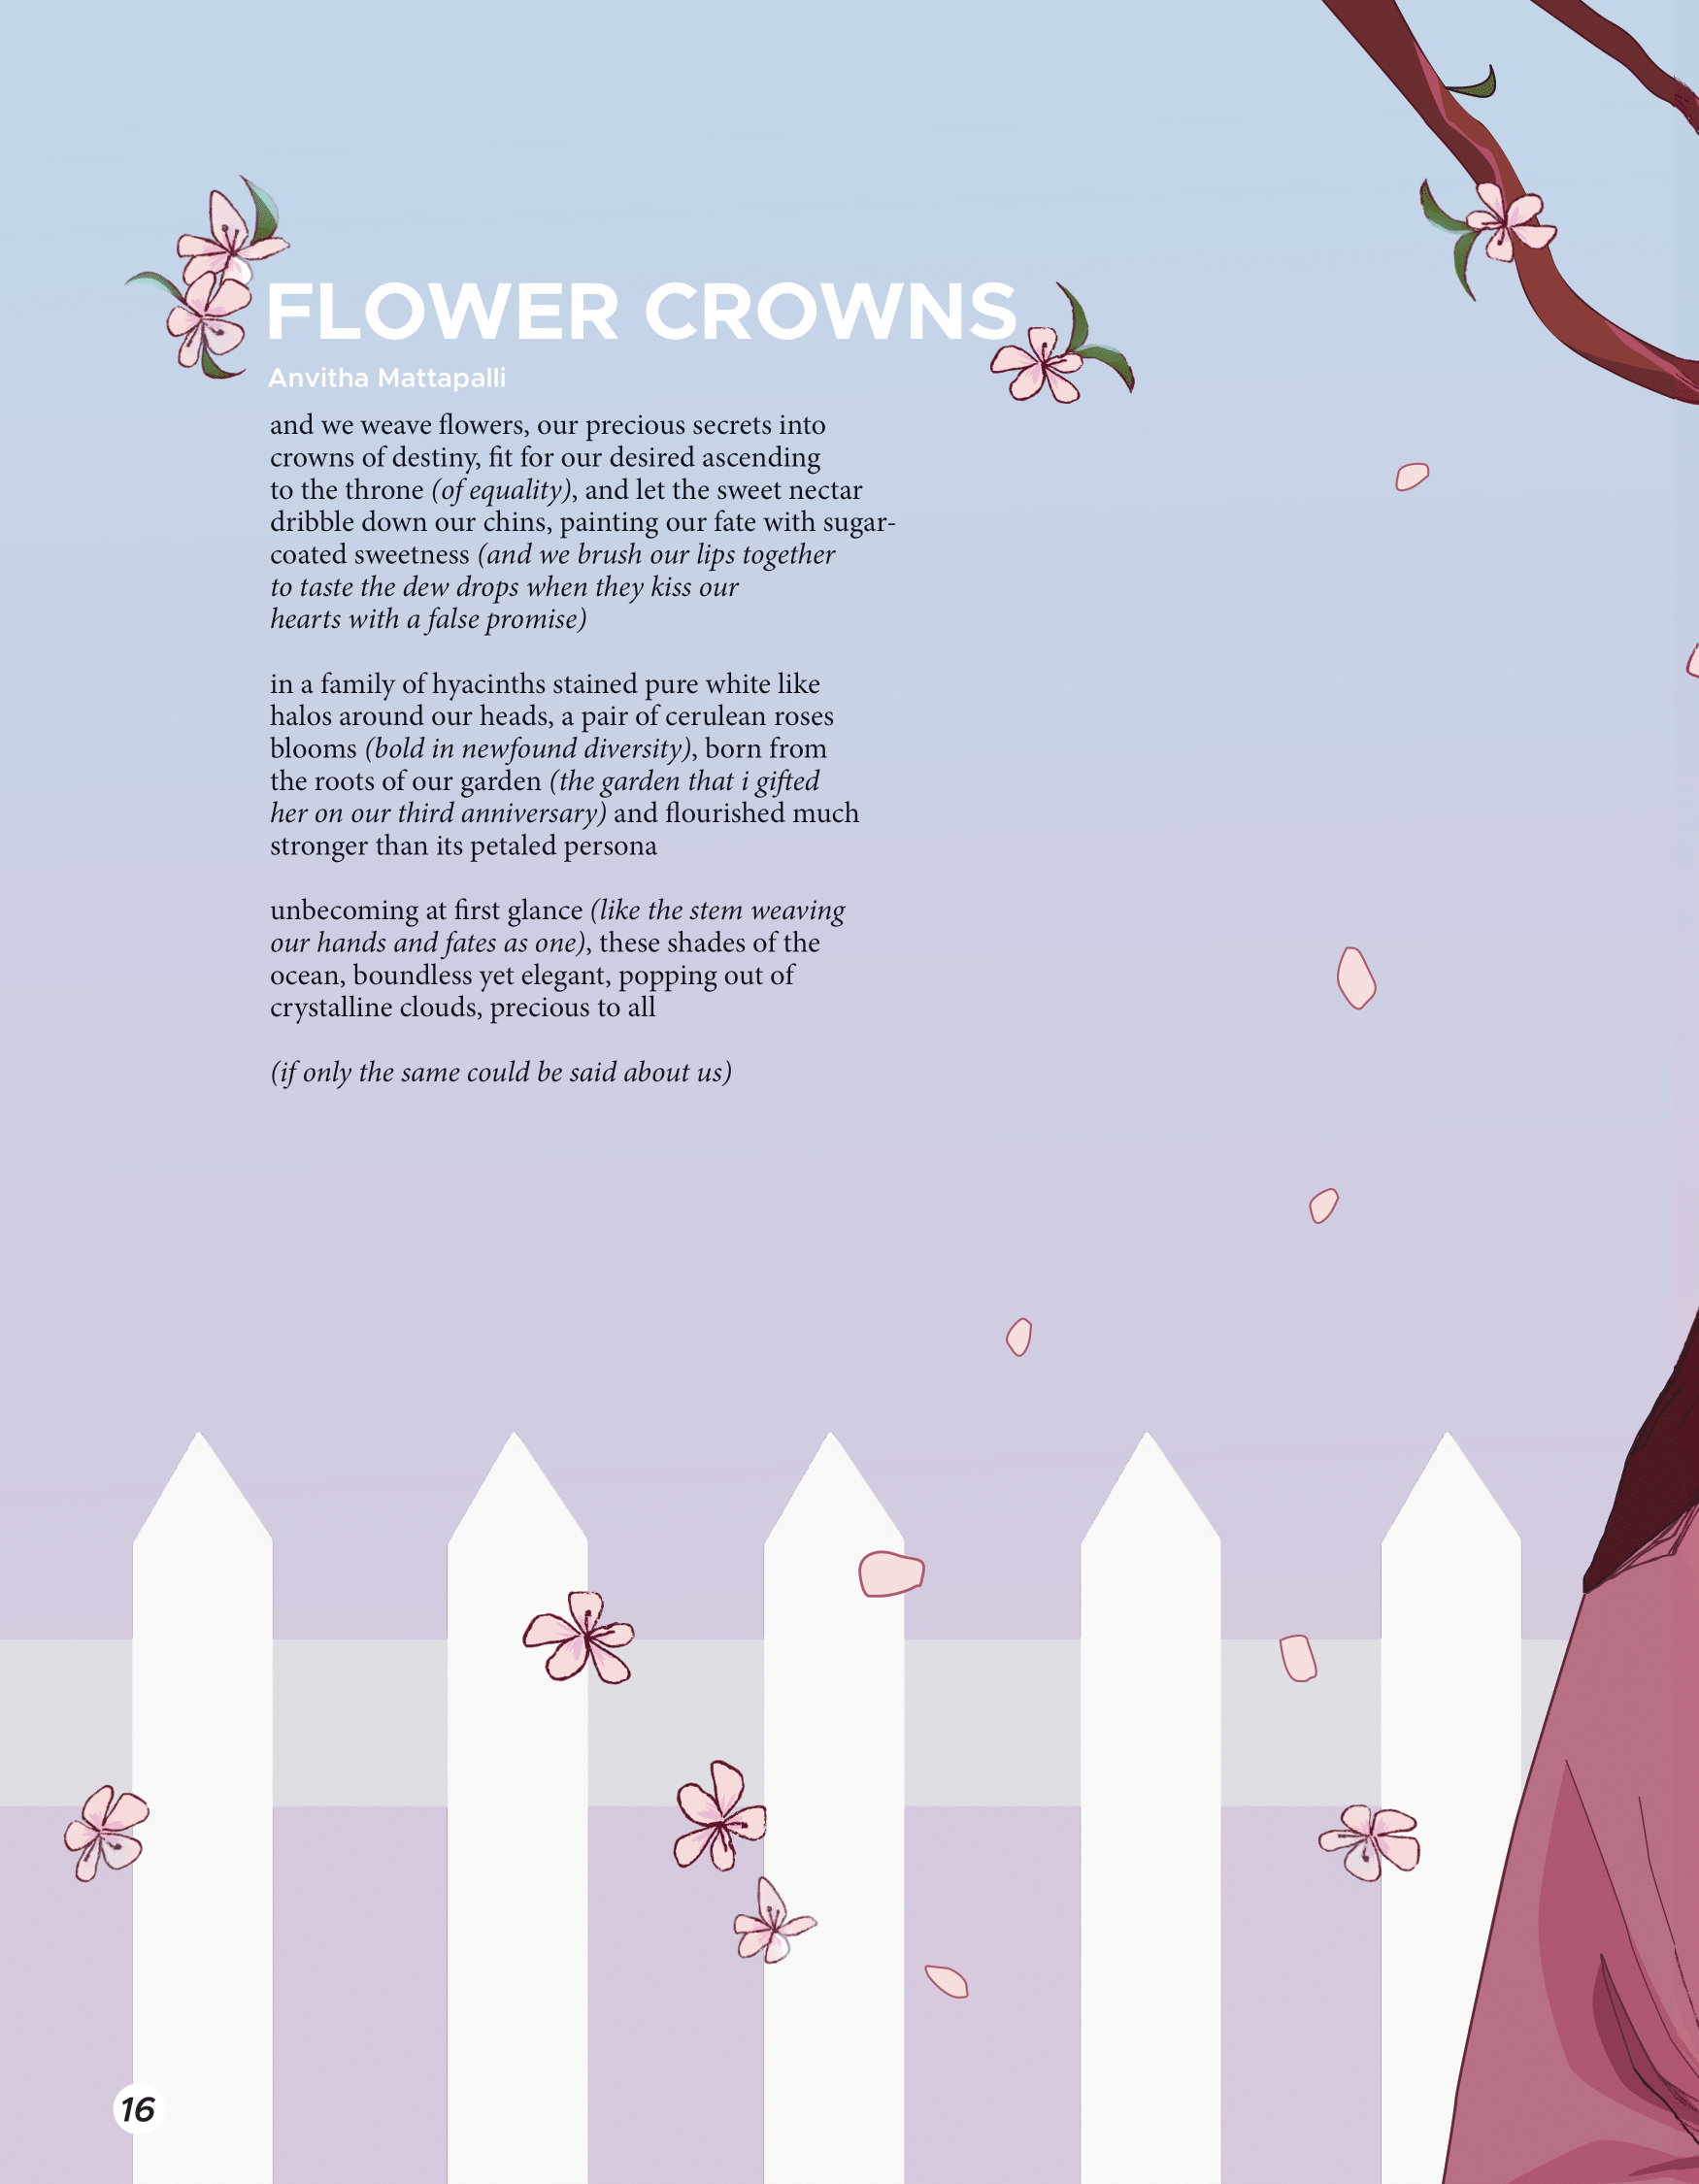 FLOWER CROWNS
Anvitha Mattapalli
and we weave flowers, our precious secrets into
crowns of destiny, fit for our desired ascending
to the throne (of equality), and let the sweet nectar
dribble down our chins, painting our fate with sugar-
coated sweetness (and we brush our lips together
to taste the dew drops when they kiss our
hearts with a false promise)
in a family of hyacinths stained pure white like
halos around our heads, a pair of cerulean roses
blooms (bold in newfound diversity), born from
the roots of our garden (the garden that i gifted
her on our third anniversary) and flourished much
stronger than its petaled persona
unbecoming at first glance (like the stem weaving
our hands and fates as one), these shades of the
ocean, boundless yet elegant, popping out of
crystalline clouds, precious to all
(if only the same could be said about us)
16